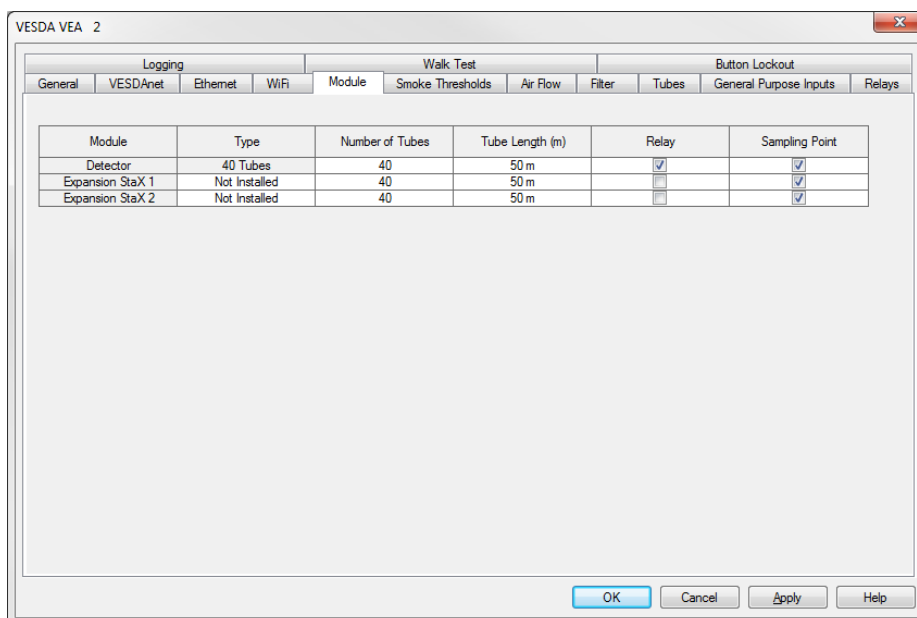 VESDA VEA 2
Logging Walk Test Button Lockout
General VESDAnet Ethernet WiFi Module Smoke Thresholds Air Flow Filter Tubes General Purpose Inputs Relays
Module Type Number of Tubes Tube Length (m) Relay Sampling Point
Detector 40 Tubes 40 50 m
Expansion StaX 1 Not Installed 40 50 m
Expansion StaX 2 Not Installed 40 50 m
OK Cancel Apply Help